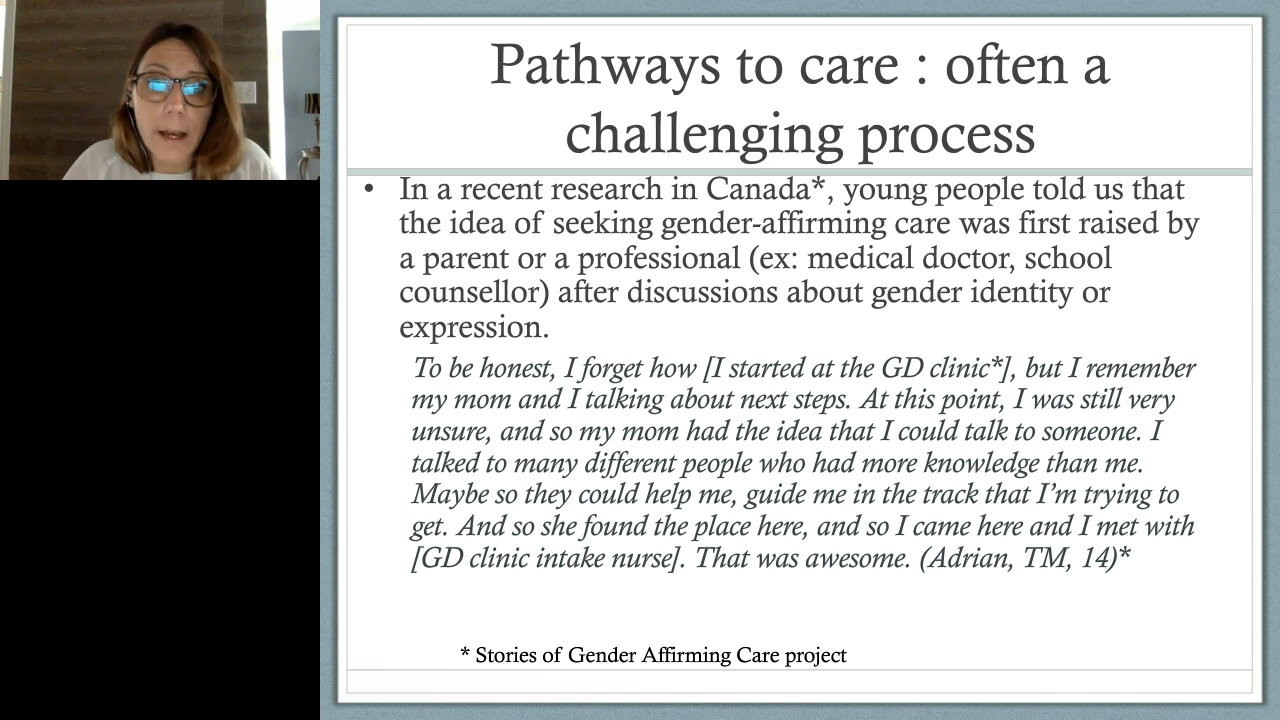 Pathways to care : often a
challenging process
• In a recent research in Canada*, young people told us that
the idea of seeking gender-affirming care was first raised by
a parent or a professional (ex: medical doctor, school
counsellor) after discussions about gender identity or
expression.
To be honest, I forget how [I started at the GD clinic*], but I remember
my mom and I talking about next steps. At this point, I was still very
unsure, and so my mom had the idea that I could talk to someone. I
talked to many different people who had more knowledge than me.
Maybe so they could help me, guide me in the track that I’m trying to
get. And so she found the place here, and so I came here and I met with
[GD clinic intake nurse]. That was awesome. (Adrian, TM, 14)*
* Stories of Gender Affirming Care project